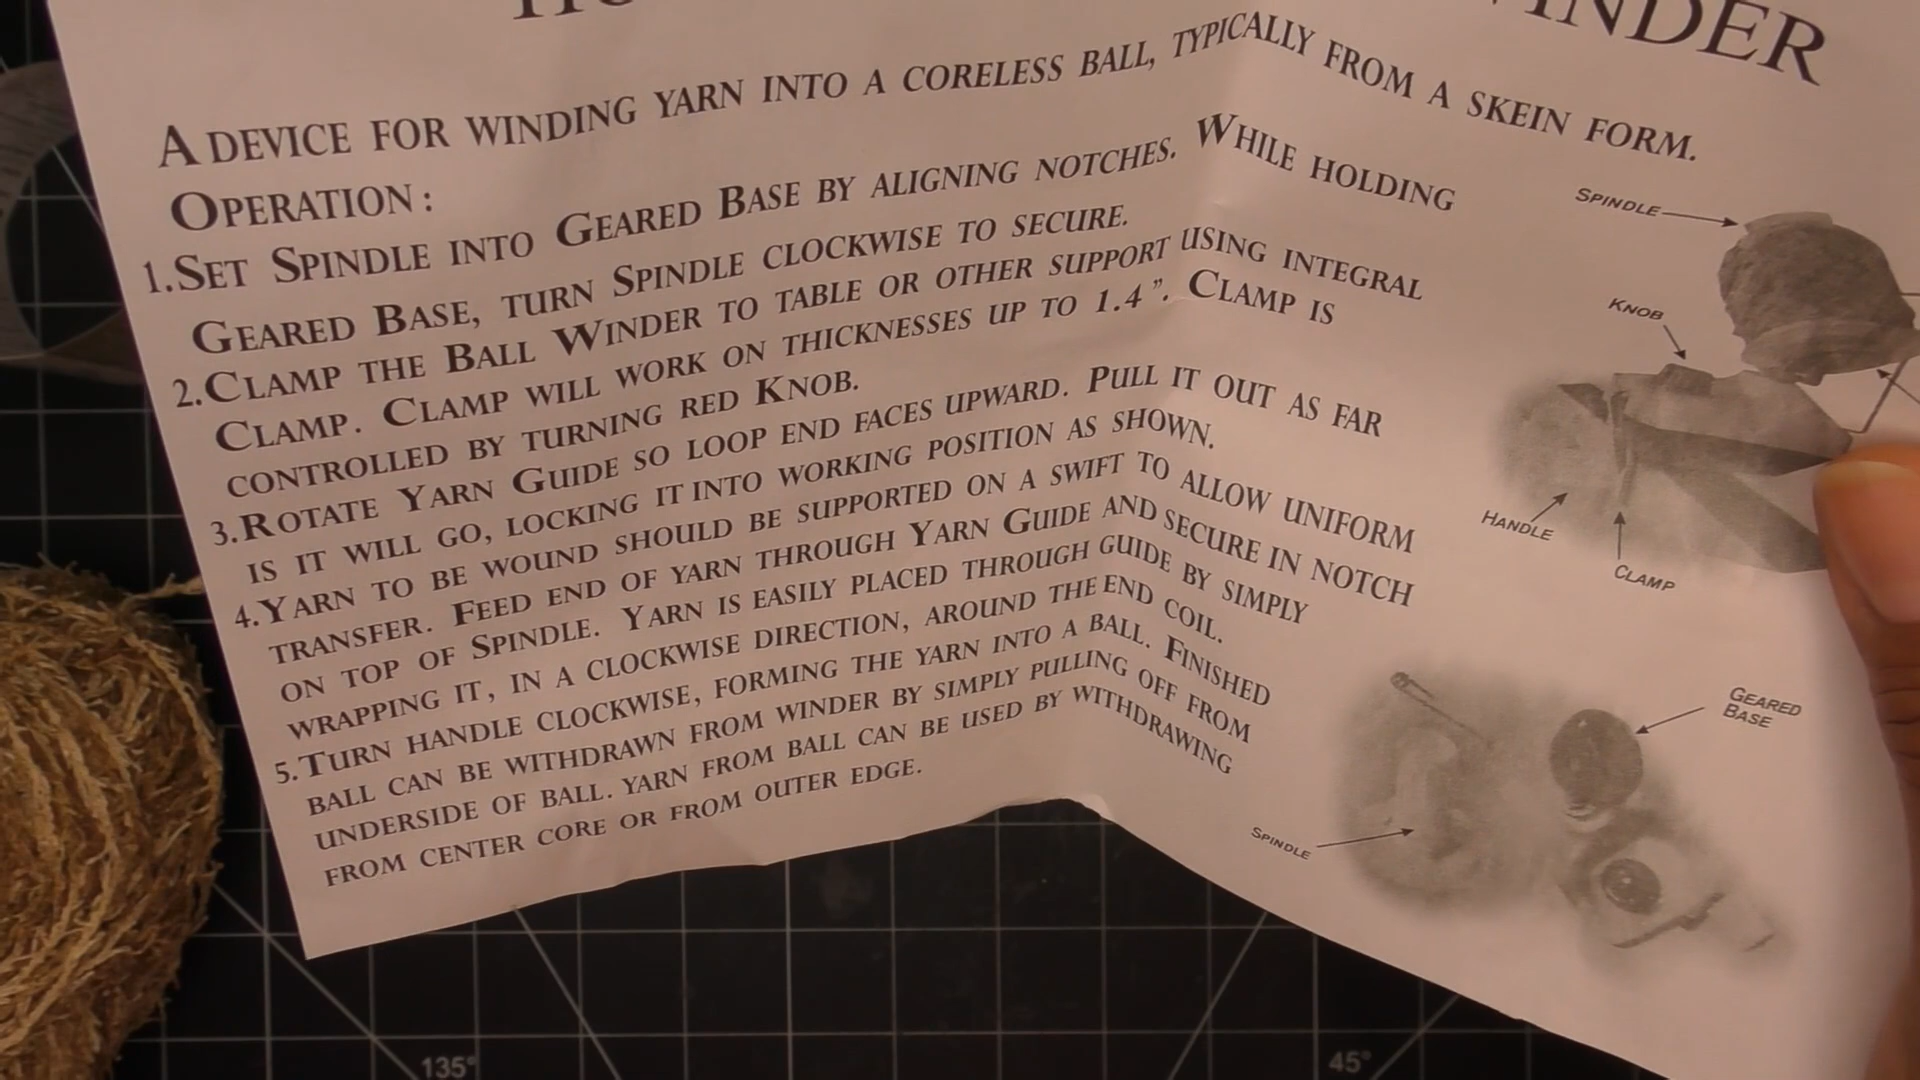 WINDER
A DEVICE FOR WINDING YARN INTO A CORELESS BALL, TYPICALLY FROM A SKEIN FORM.
OPERATION:
1. SET SPINDLE INTO GEARED BASE BY ALIGNING NOTCHES. WHILE HOLDING
GEARED BASE, TURN SPINDLE CLOCKWISE TO SECURE.
2. CLAMP THE BALL WINDER TO TABLE OR OTHER SUPPORT USING INTEGRAL
CLAMP. CLAMP WILL WORK ON THICKNESSES UP TO 1.4". CLAMP IS
CONTROLLED BY TURNING RED KNOB.
3. ROTATE YARN GUIDE SO LOOP END FACES UPWARD. PULL IT OUT AS FAR
IS IT WILL GO, LOCKING IT INTO WORKING POSITION AS SHOWN.
4. YARN TO BE WOUND SHOULD BE SUPPORTED ON A SWIFT TO ALLOW UNIFORM
TRANSFER. FEED END OF YARN THROUGH YARN GUIDE AND SECURE IN NOTCH
ON TOP OF SPINDLE. YARN IS EASILY PLACED THROUGH GUIDE BY SIMPLY
WRAPPING IT, IN A CLOCKWISE DIRECTION, AROUND THE END COIL.
5. TURN HANDLE CLOCKWISE, FORMING THE YARN INTO A BALL. FINISHED
BALL CAN BE WITHDRAWN FROM WINDER BY SIMPLY PULLING OFF FROM
UNDERSIDE OF BALL. YARN FROM BALL CAN BE USED BY WITHDRAWING
FROM CENTER CORE OR FROM OUTER EDGE.
SPINDLE
KNOB
HANDLE
CLAMP
GEARED
BASE
SPINDLE
135°
45°